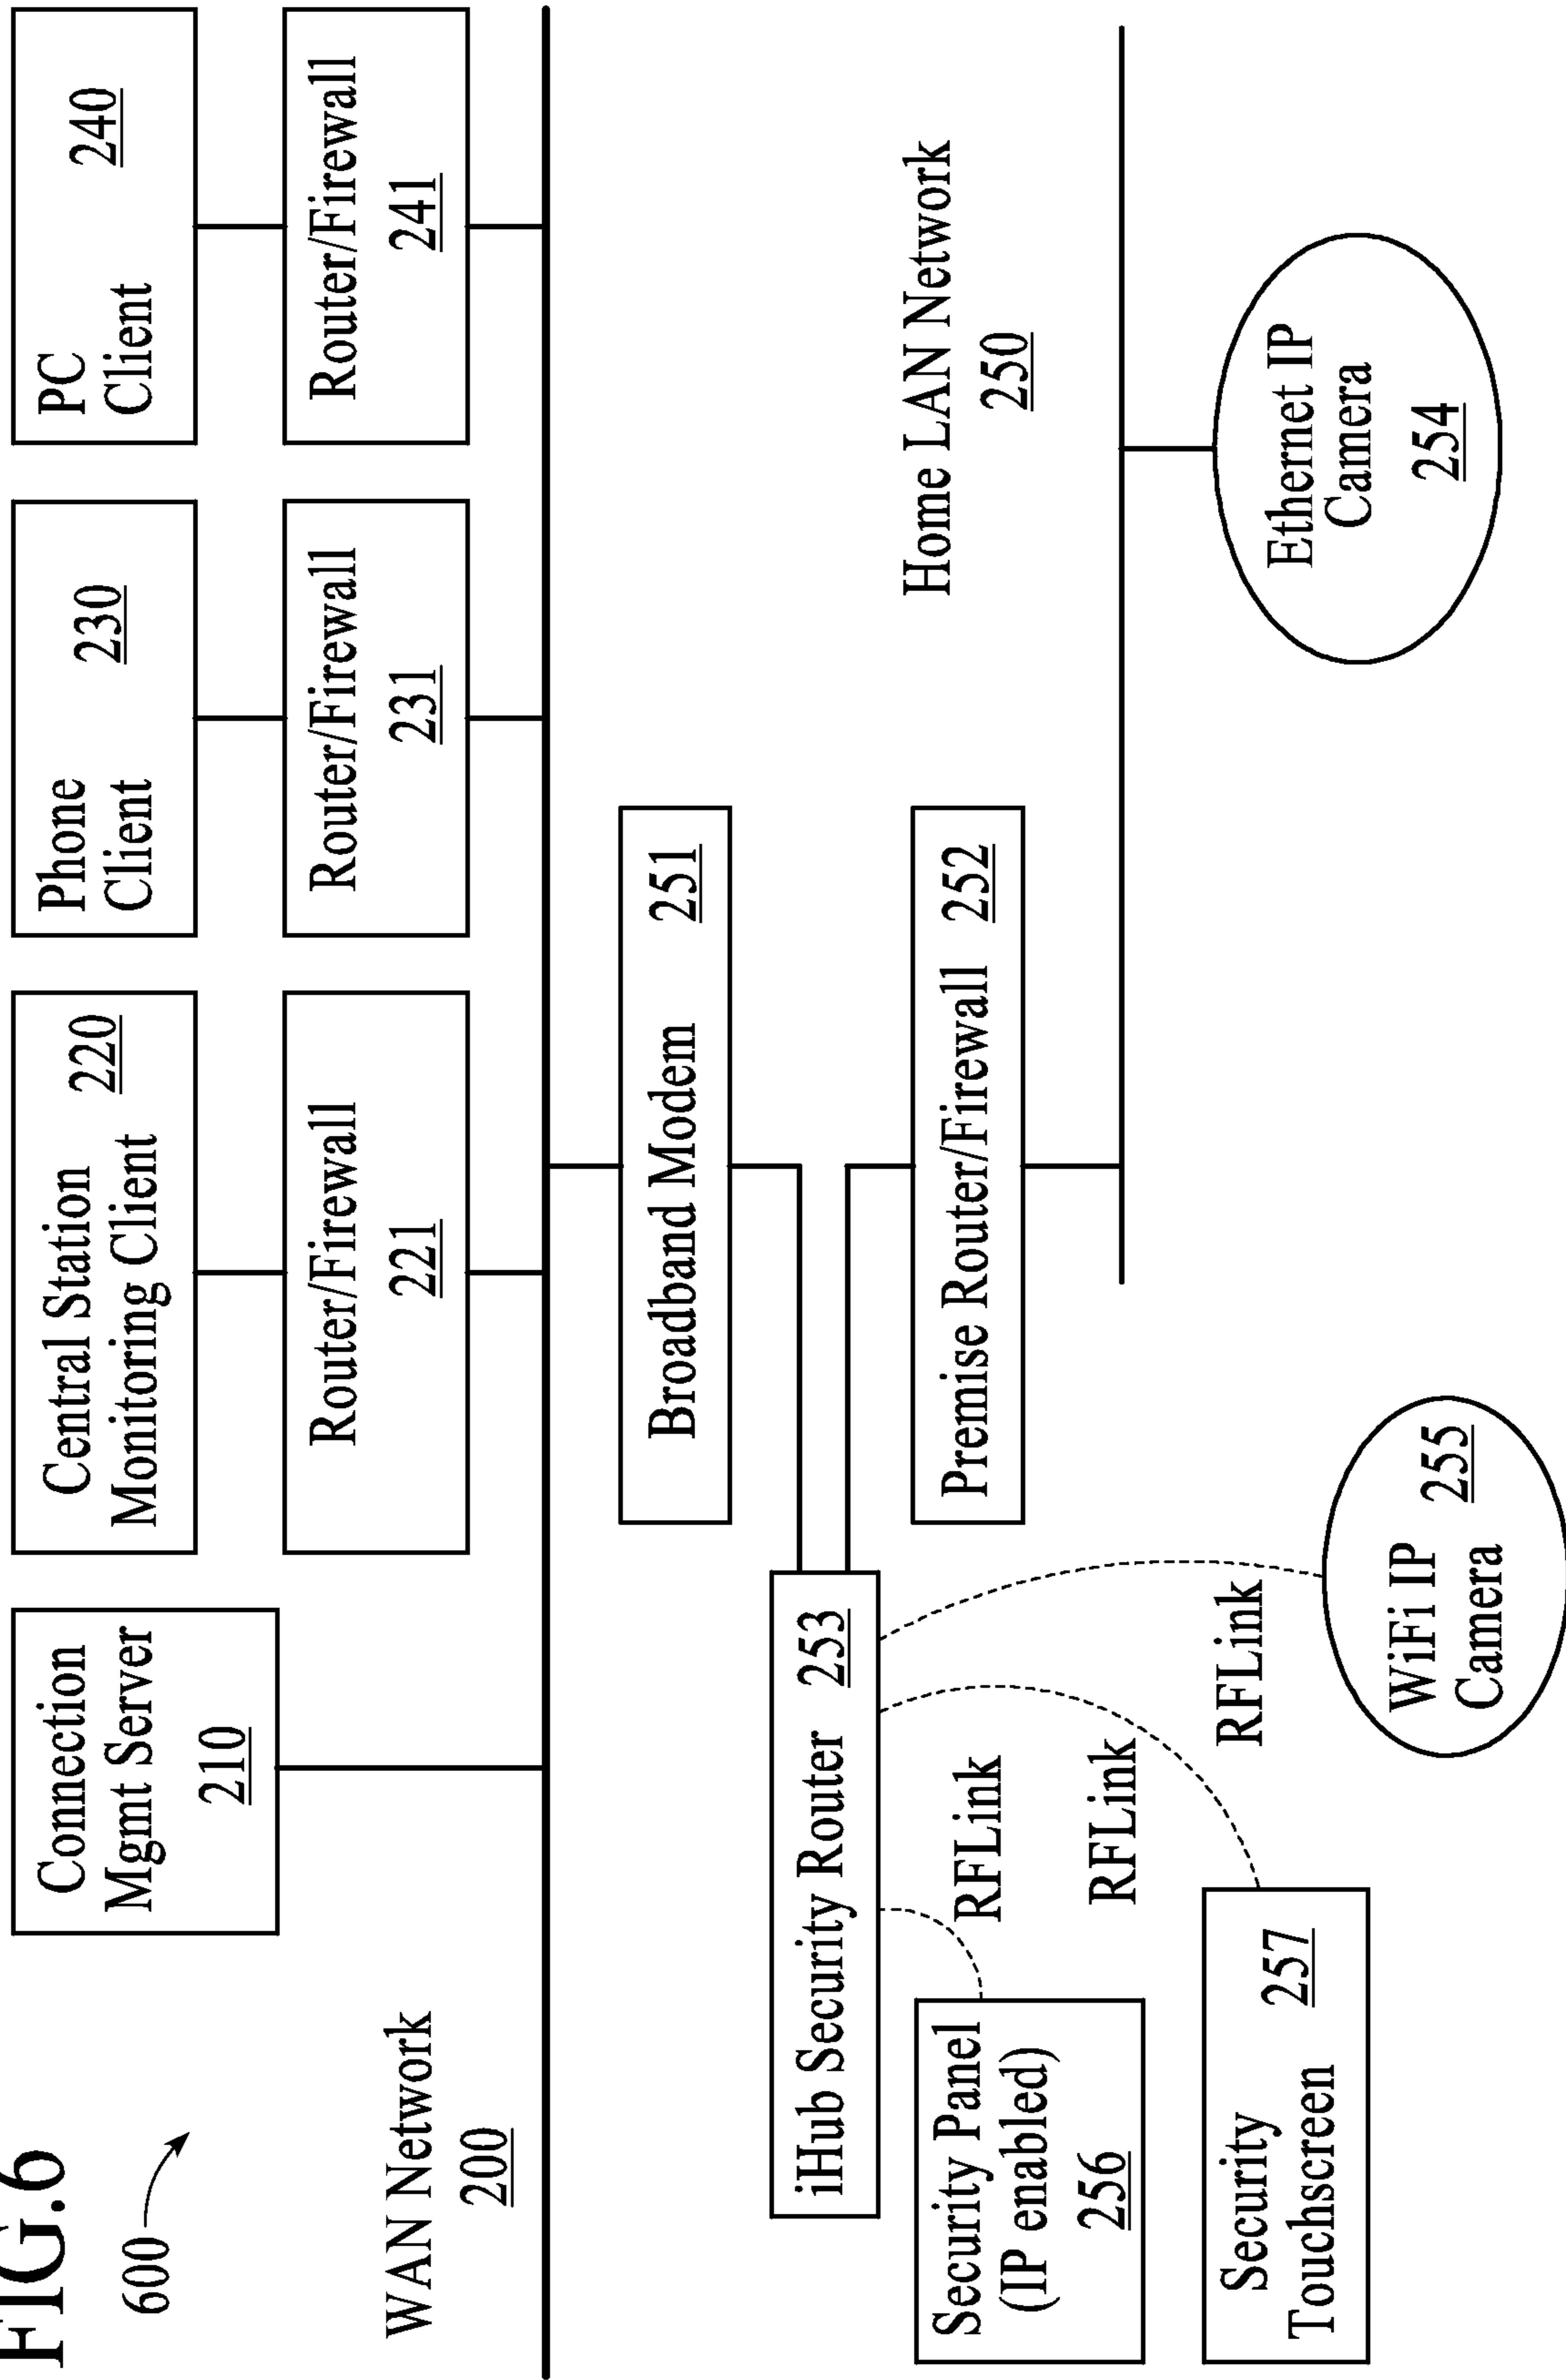 FIG.6
600
Connection
Mgmt Server
210
Central Station
Monitoring Client
220
Phone
Client
230
PC
Client
240
Router/Firewall
221
Router/Firewall
231
Router/Firewall
241
WAN Network
200
Broadband Modem 251
iHub Security Router 253
Premise Router/Firewall 252
Home LAN Network
250
RFLink
RFLink
RFLink
Security Panel
(IP enabled)
256
Security
Touchscreen
257
WiFi IP
Camera
255
Ethernet IP
Camera
254